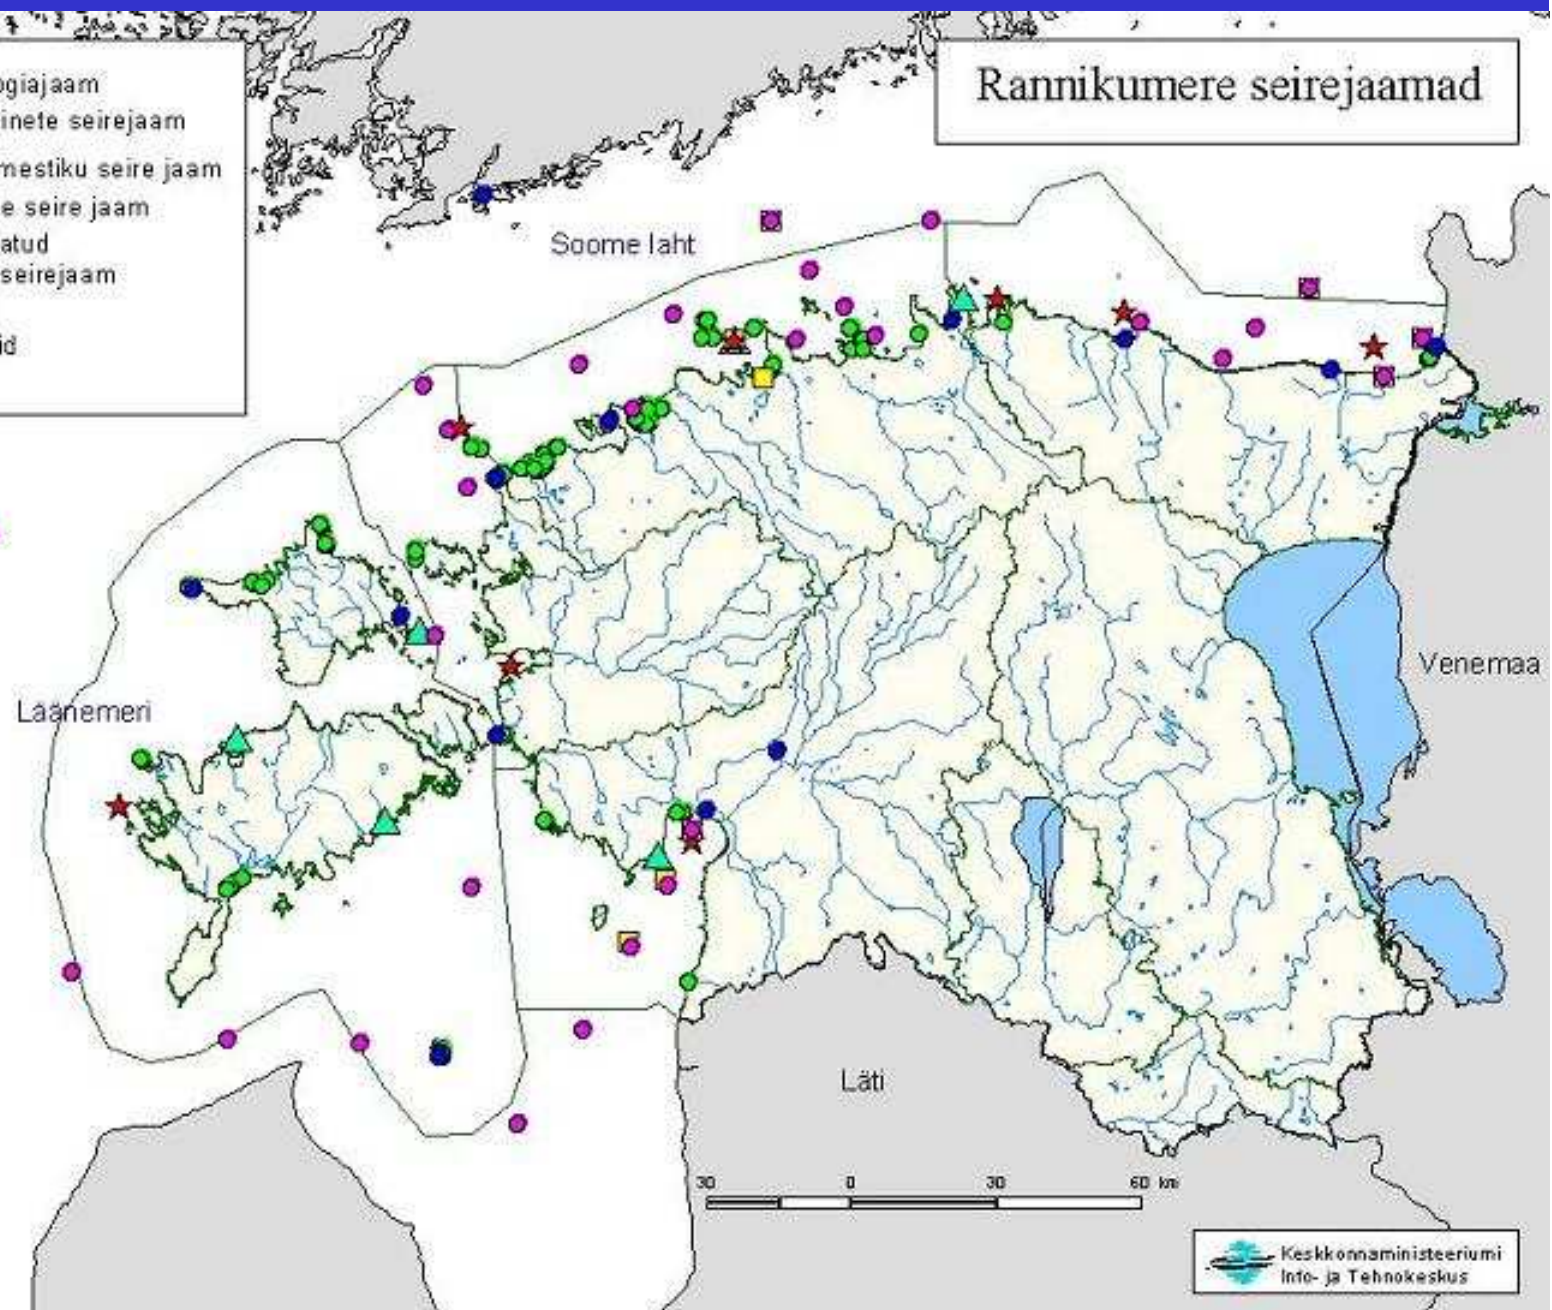 ogiajaam
inete seirejaam
mestiku seire jaam
e seire jaam
atud
seirejaam
id
Rannikumere seirejaamad
Soome laht
Venemaa
Läänemeri
Läti
30 0 30 60 km
Keskkonnaministeeriumi
Info- ja Tehnokeskus